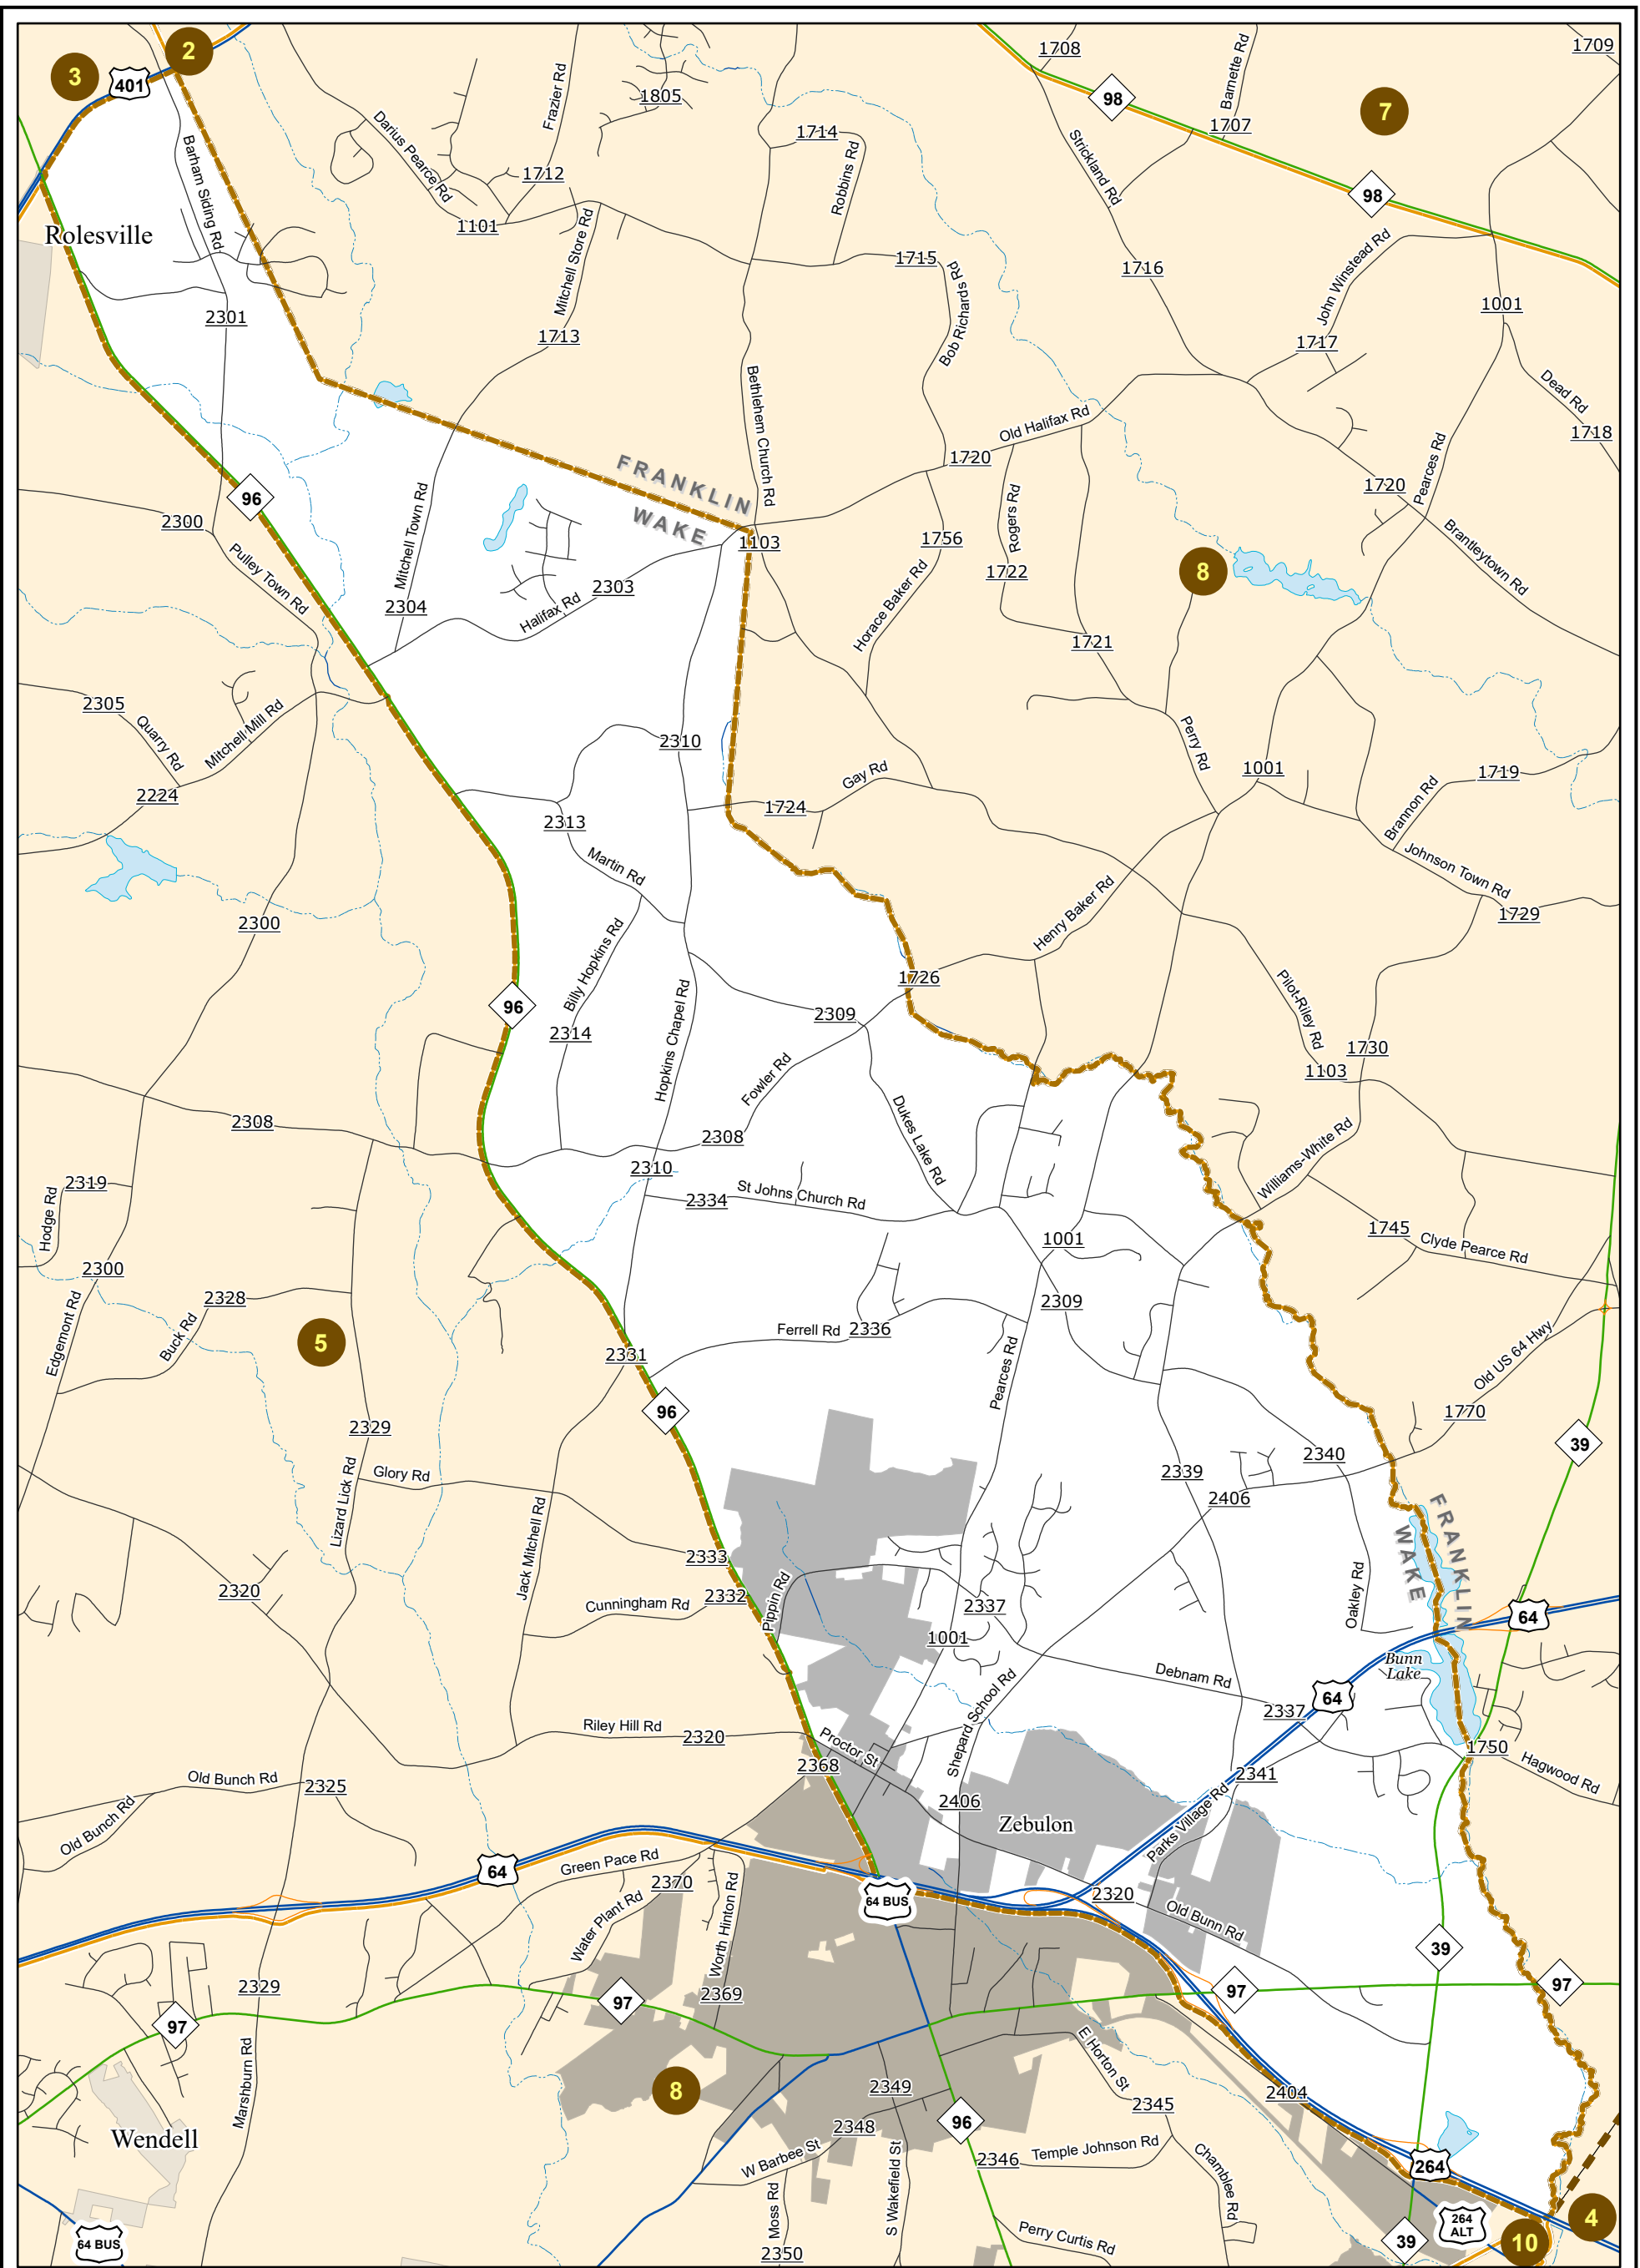 2
3
401
1708
1709
98
7
Barnette Rd
1707
Frazier Rd
1805
Darius Pearce Rd
1714
Robbins Rd
Strickland Rd
Barham Siding Rd
1712
98
1101
Rolesville
Mitchell Store Rd
1715
Bob Richards Rd
1716
John Winstead Rd
1001
2301
1713
1717
Dead Rd
1718
Bethlehem Church Rd
Old Halifax Rd
1720
Pearces Rd
1720
FRANKLIN
WAKE
96
2300
Mitchell Town Rd
1103
1756
Rogers Rd
1722
Brantleytown Rd
8
Pulley Town Rd
2304
2303
Halifax Rd
Horace Baker Rd
1721
2305
Quarry Rd
Mitchell Mill Rd
2310
Perry Rd
1001
1719
2224
Gay Rd
1724
Brannon Rd
2313
Martin Rd
Johnson Town Rd
1729
2300
Henry Baker Rd
Billy Hopkins Rd
96
1726
Pilot-Riley Rd
2309
2314
Hopkins Chapel Rd
1730
1103
Fowler Rd
2308
2308
Dukes Lake Rd
Williams-White Rd
2310
2319
2334
St Johns Church Rd
Hodge Rd
1745
Clyde Pearce Rd
1001
2300
2328
2309
Buck Rd
Edgemont Rd
5
Ferrell Rd
2336
2331
Pearces Rd
Old US 64 Hwy
96
1770
2329
39
2340
Glory Rd
2339
2406
Lizard Lick Rd
Jack Mitchell Rd
FRANKLIN
WAKE
2333
2320
Cunningham Rd
2332
Pippin Rd
2337
Oakley Rd
64
1001
Bunn
Lake
Debnam Rd
64
2337
Shepard School Rd
Riley Hill Rd
2320
Proctor St
1750
Hagwood Rd
2368
2341
Old Bunch Rd
2325
2406
Parks Village Rd
Zebulon
Old Bunch Rd
64
Green Pace Rd
2370
64 BUS
2320
Old Bunn Rd
Water Plant Rd
Worth Hinton Rd
39
2329
97
2369
97
97
97
E Horton St
Marshburn Rd
8
2349
2404
2345
96
2348
Wendell
W Barbee St
2346
Temple Johnson Rd
264
S Wakefield St
Chamblee Rd
Moss Rd
4
264
ALT
64 BUS
Perry Curtis Rd
39
10
2350